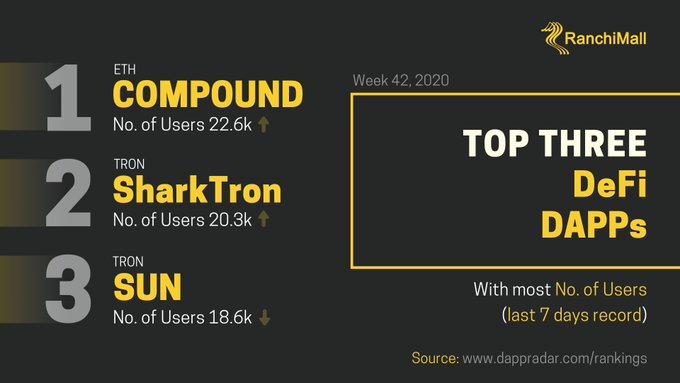 RanchiMall
1
ETH
COMPOUND
No. of Users 22.6k
2
TRON
SharkTron
No. of Users 20.3k
3
TRON
SUN
No. of Users 18.6k
Week 42, 2020
TOP THREE
DeFi
DAPPs
With most No. of Users
(last 7 days record)
Source: www.dappradar.com/rankings